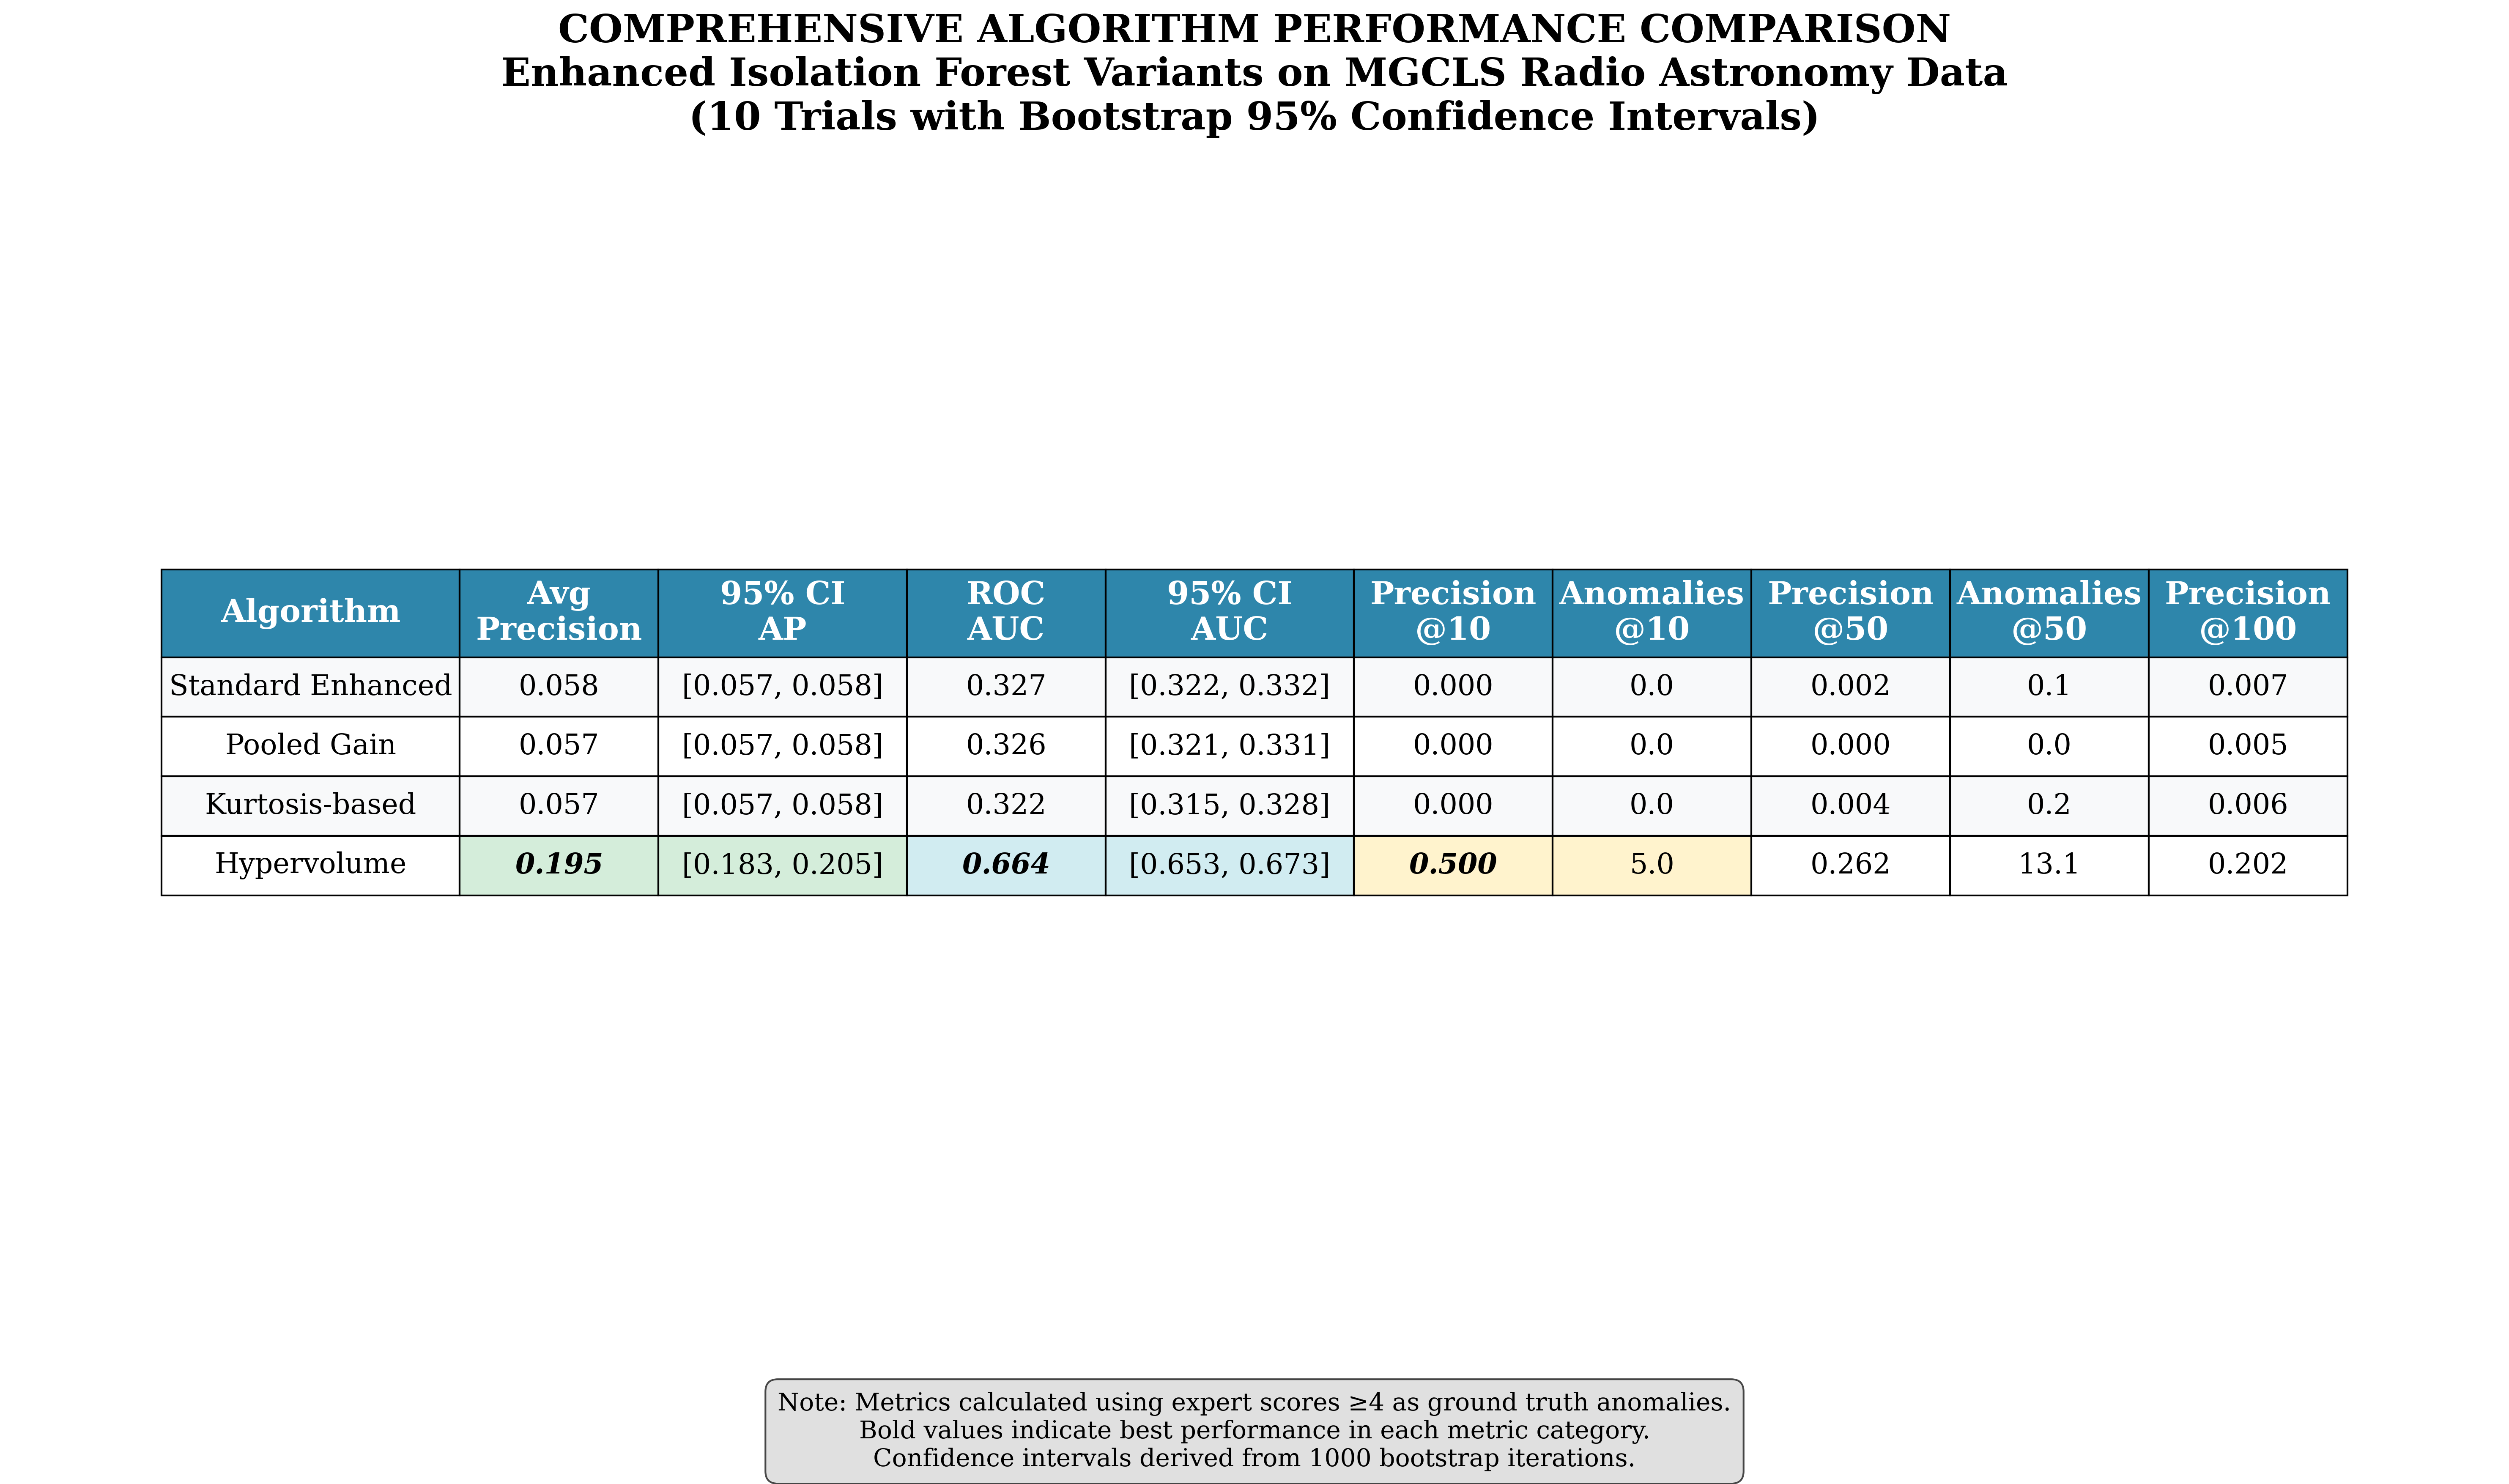 COMPREHENSIVE ALGORITHM PERFORMANCE COMPARISON
Enhanced Isolation Forest Variants on MGCLS Radio Astronomy Data
(10 Trials with Bootstrap 95% Confidence Intervals)
Algorithm Avg Precision 95% CI AP ROC AUC 95% CI AUC Precision @10 Anomalies @10 Precision @50 Anomalies @50 Precision @100
Standard Enhanced 0.058 [0.057, 0.058] 0.327 [0.322, 0.332] 0.000 0.0 0.002 0.1 0.007
Pooled Gain 0.057 [0.057, 0.058] 0.326 [0.321, 0.331] 0.000 0.0 0.000 0.0 0.005
Kurtosis-based 0.057 [0.057, 0.058] 0.322 [0.315, 0.328] 0.000 0.0 0.004 0.2 0.006
Hypervolume 0.195 [0.183, 0.205] 0.664 [0.653, 0.673] 0.500 5.0 0.262 13.1 0.202
Note: Metrics calculated using expert scores ≥4 as ground truth anomalies.
Bold values indicate best performance in each metric category.
Confidence intervals derived from 1000 bootstrap iterations.